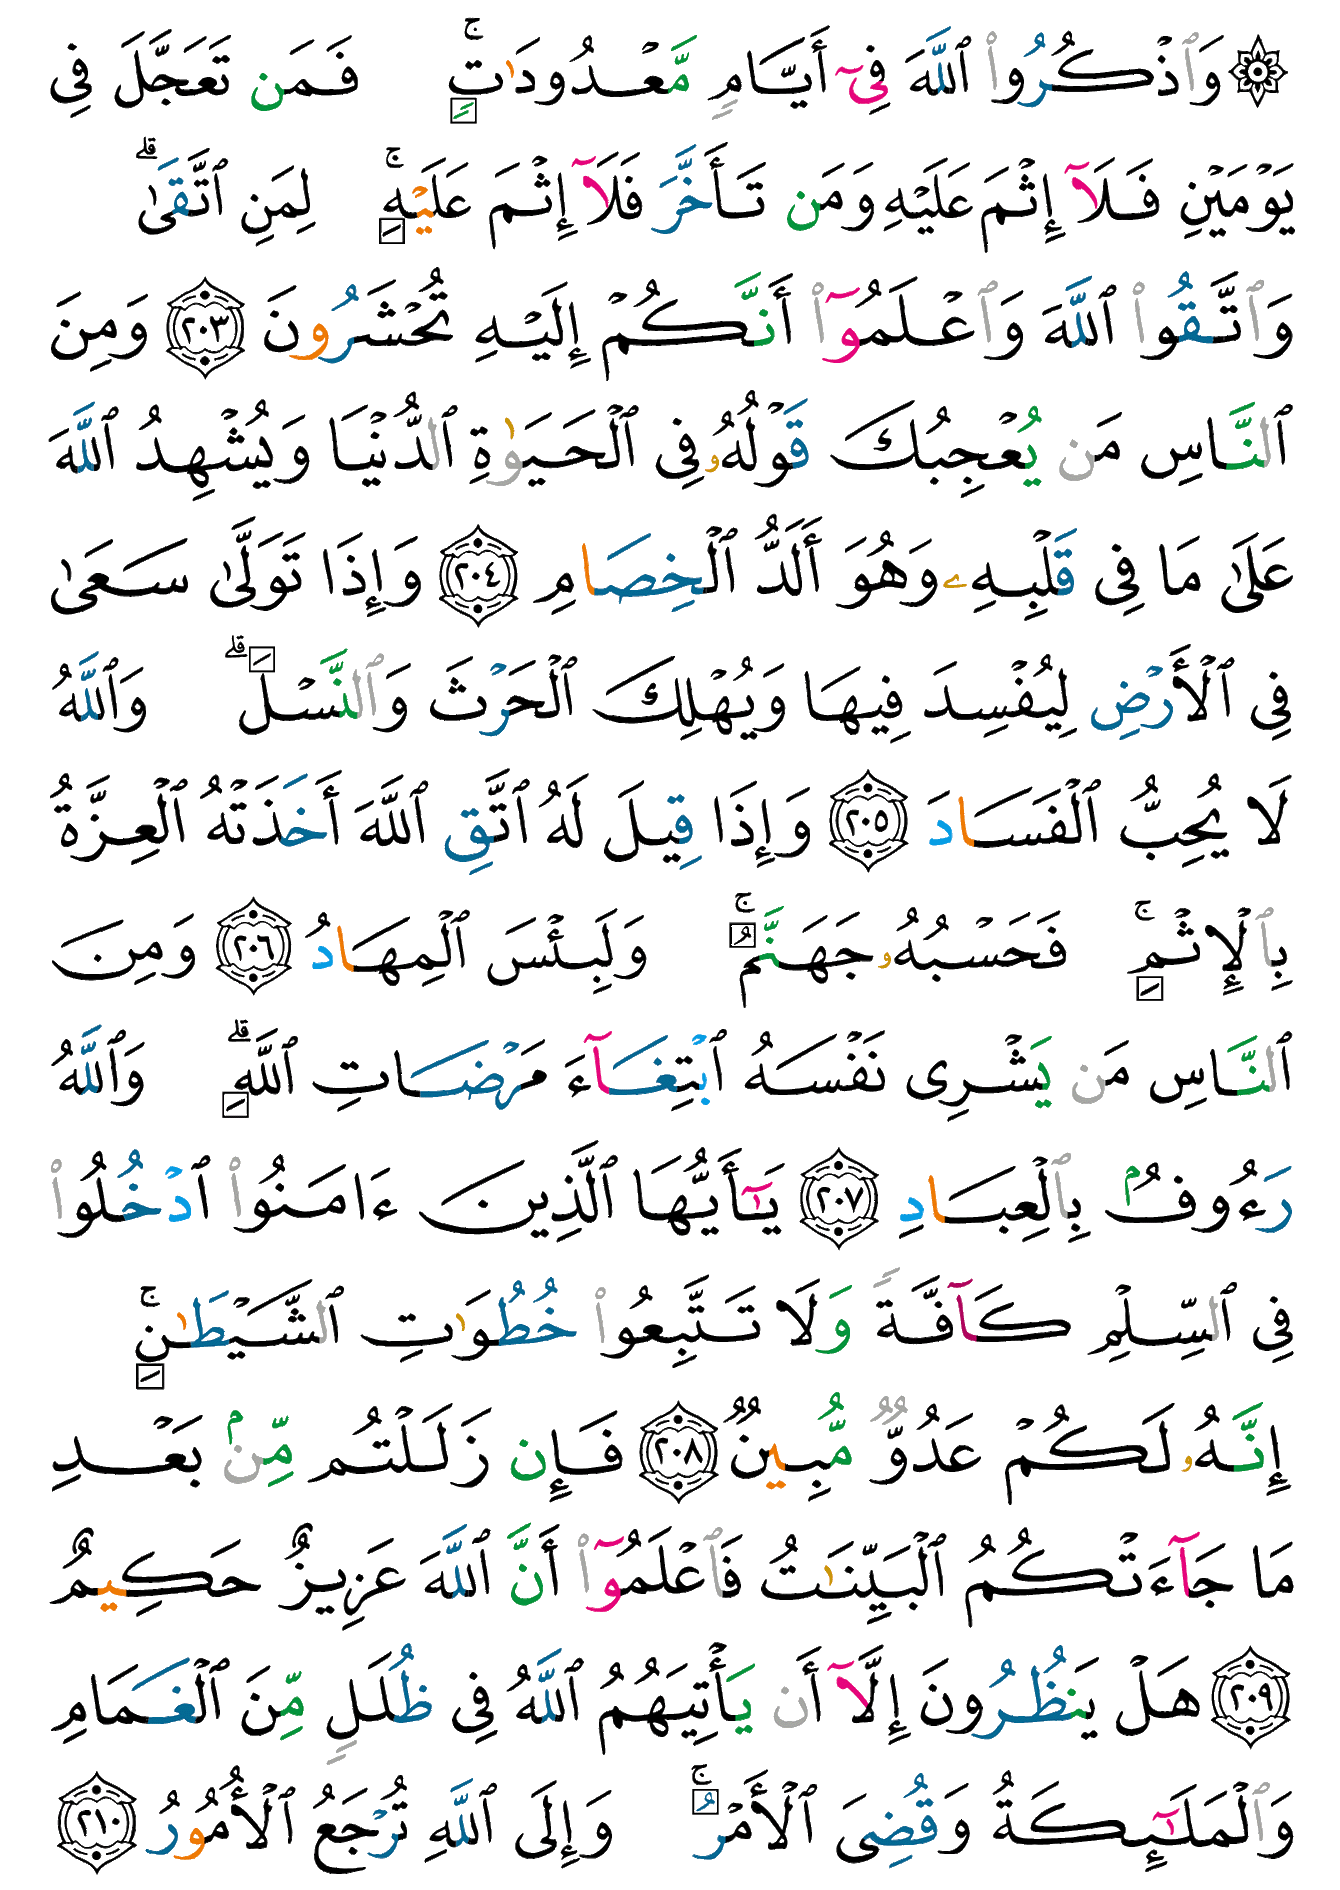 ۞ وَٱذْكُرُوا۟ ٱللَّهَ فِىٓ أَيَّامٍ مَّعْدُودَٰتٍ ۚ فَمَن تَعَجَّلَ فِى
يَوْمَيْنِ فَلَآ إِثْمَ عَلَيْهِ وَمَن تَأَخَّرَ فَلَآ إِثْمَ عَلَيْهِ ۚ لِمَنِ ٱتَّقَىٰ ۗ
وَٱتَّقُوا۟ ٱللَّهَ وَٱعْلَمُوٓا۟ أَنَّكُمْ إِلَيْهِ تُحْشَرُونَ ٢٠٣ وَمِنَ
ٱلنَّاسِ مَن يُعْجِبُكَ قَوْلُهُۥ فِى ٱلْحَيَوٰةِ ٱلدُّنْيَا وَيُشْهِدُ ٱللَّهَ
عَلَىٰ مَا فِى قَلْبِهِۦ وَهُوَ أَلَدُّ ٱلْخِصَامِ ٢٠٤ وَإِذَا تَوَلَّىٰ سَعَىٰ
فِى ٱلْأَرْضِ لِيُفْسِدَ فِيهَا وَيُهْلِكَ ٱلْحَرْثَ وَٱلنَّسْلَ ۗ وَٱللَّهُ
لَا يُحِبُّ ٱلْفَسَادَ ٢٠٥ وَإِذَا قِيلَ لَهُ ٱتَّقِ ٱللَّهَ أَخَذَتْهُ ٱلْعِزَّةُ
بِٱلْإِثْمِ ۚ فَحَسْبُهُۥ جَهَنَّمُ ۚ وَلَبِئْسَ ٱلْمِهَادُ ٢٠٦ وَمِنَ
ٱلنَّاسِ مَن يَشْرِى نَفْسَهُ ٱبْتِغَآءَ مَرْضَاتِ ٱللَّهِ ۗ وَٱللَّهُ
رَءُوفٌۢ بِٱلْعِبَادِ ٢٠٧ يَٰٓأَيُّهَا ٱلَّذِينَ ءَامَنُوا۟ ٱدْخُلُوا۟
فِى ٱلسِّلْمِ كَآفَّةً وَلَا تَتَّبِعُوا۟ خُطُوَٰتِ ٱلشَّيْطَٰنِ ۚ
إِنَّهُۥ لَكُمْ عَدُوٌّ مُّبِينٌ ٢٠٨ فَإِن زَلَلْتُم مِّنۢ بَعْدِ
مَا جَآءَتْكُمُ ٱلْبَيِّنَٰتُ فَٱعْلَمُوٓا۟ أَنَّ ٱللَّهَ عَزِيزٌ حَكِيمٌ
٢٠٩ هَلْ يَنظُرُونَ إِلَّآ أَن يَأْتِيَهُمُ ٱللَّهُ فِى ظُلَلٍ مِّنَ ٱلْغَمَامِ
وَٱلْمَلَٰٓئِكَةُ وَقُضِىَ ٱلْأَمْرُ ۚ وَإِلَى ٱللَّهِ تُرْجَعُ ٱلْأُمُورُ ٢١٠